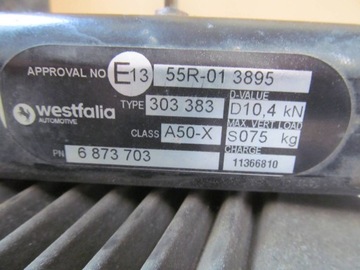 APPROVAL NO E13 55R-01 3895
westfalia
AUTOMOTIVE
TYPE 303 383
D-VALUE
D10,4 kN
CLASS A50-X
MAX. VERT. LOAD
S075 kg
PN 6 873 703
CHARGE
11366810